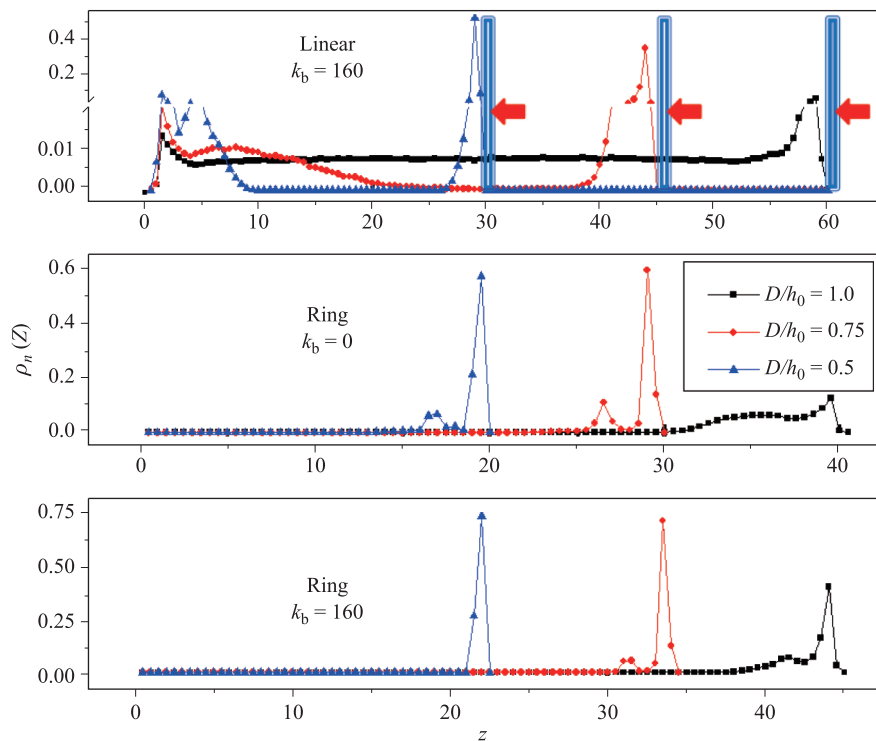 0.4
0.2
0.01
0.00
Linear
k_b = 160
0 10 20 30 40 50 60
ρ_n (Z)
0.6
0.4
0.2
0.0
Ring
k_b = 0
D/h_0 = 1.0
D/h_0 = 0.75
D/h_0 = 0.5
0 10 20 30 40
0.75
0.50
0.25
0.00
Ring
k_b = 160
0 10 20 30 40
z